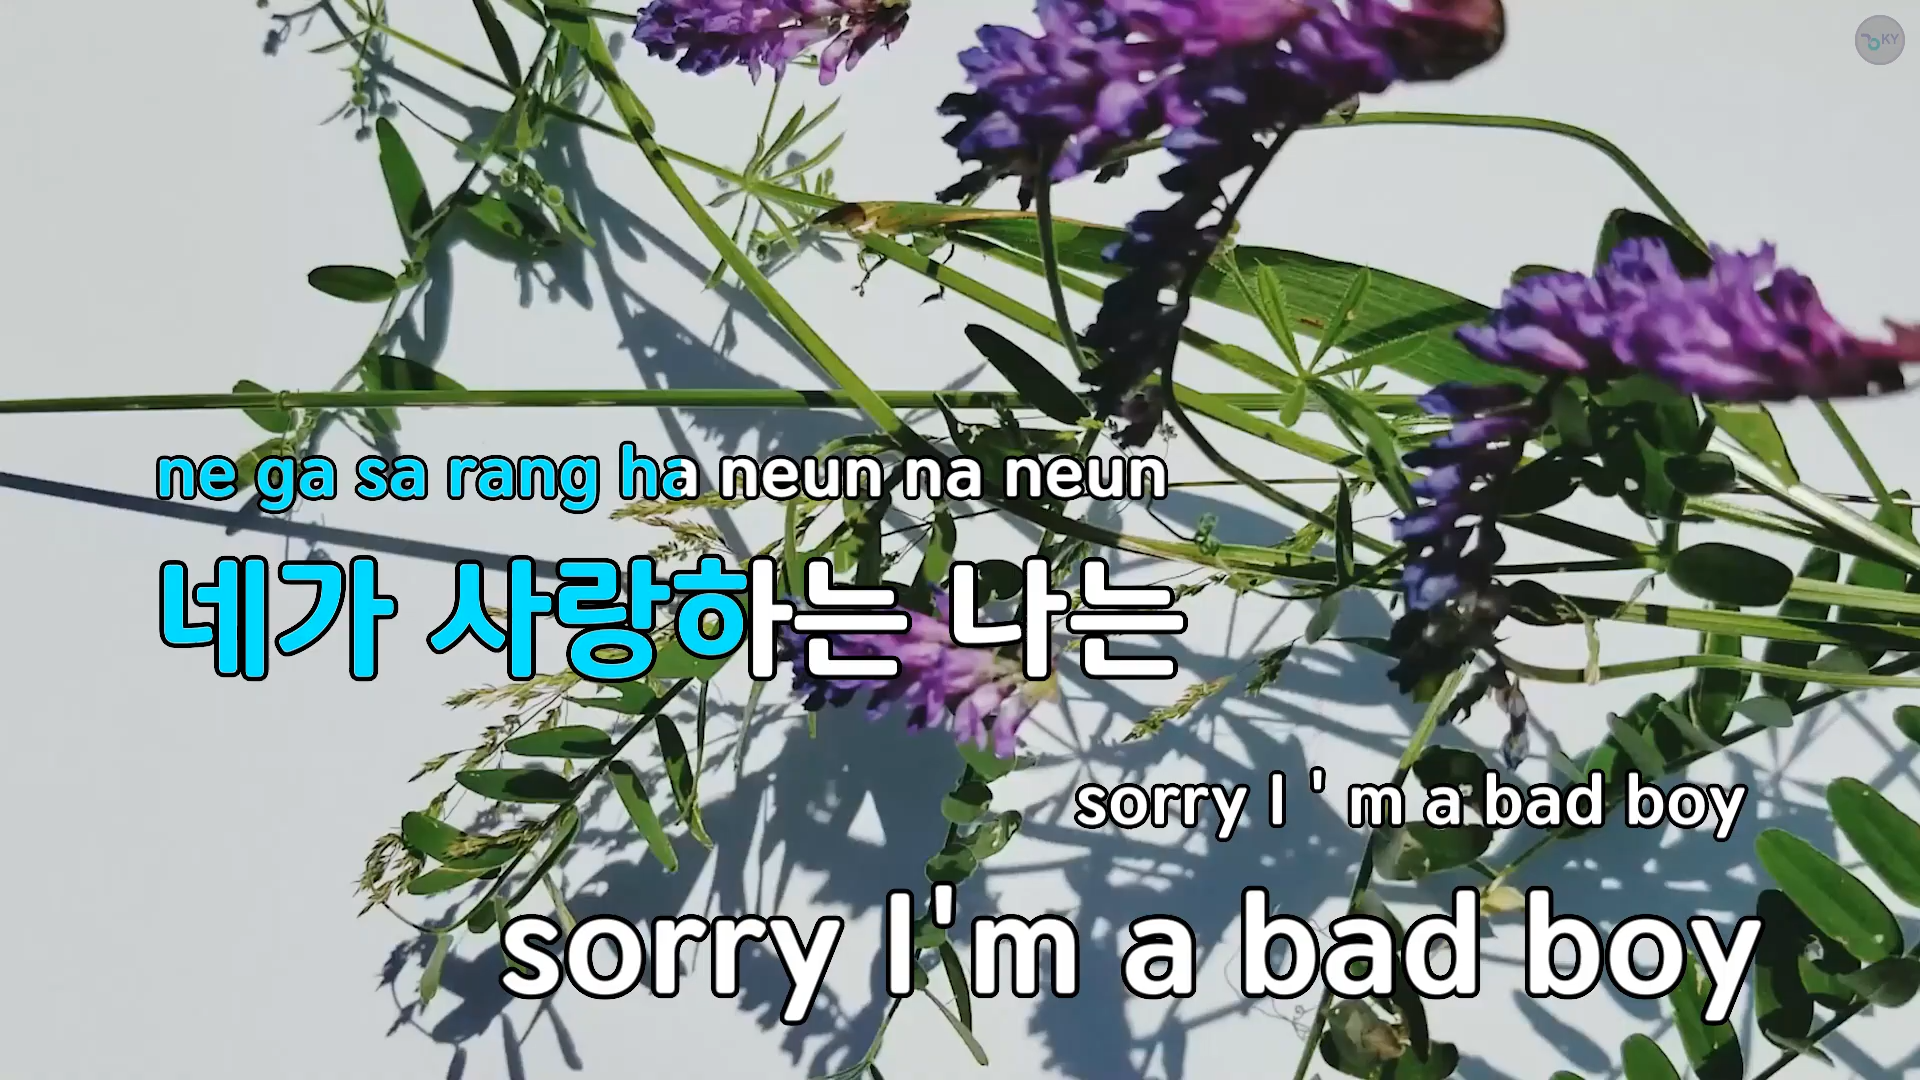 KY
ne ga sa rang ha neun na neun
네가 사랑하는 나는
sorry I ' m a bad boy
sorry I'm a bad boy